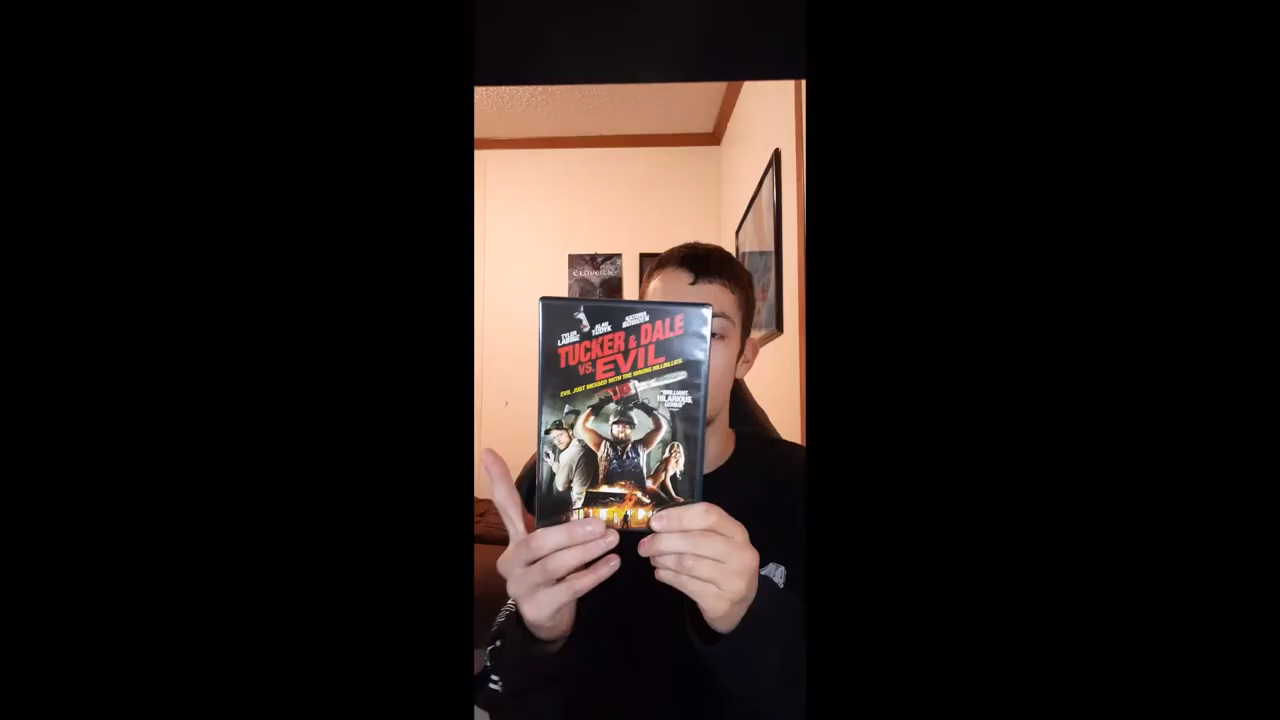 ELUVEITIE
TYLER LABINE
ALAN TUDYK
KATRINA BOWDEN
TUCKER & DALE
VS. EVIL
EVIL JUST MESSED WITH THE WRONG HILLBILLIES.
"BRILLIANT,
HILARIOUS,
GENIUS"